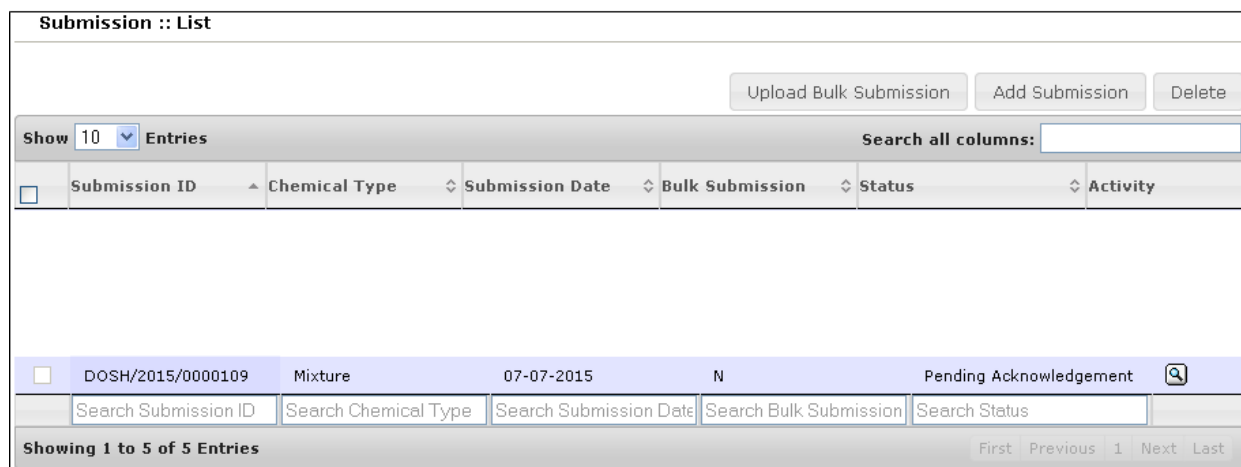 Submission :: List
Upload Bulk Submission Add Submission Delete
Show 10 Entries Search all columns:
Submission ID Chemical Type Submission Date Bulk Submission Status Activity
DOSH/2015/0000109 Mixture 07-07-2015 N Pending Acknowledgement
Search Submission ID Search Chemical Type Search Submission Date Search Bulk Submission Search Status
Showing 1 to 5 of 5 Entries First Previous 1 Next Last